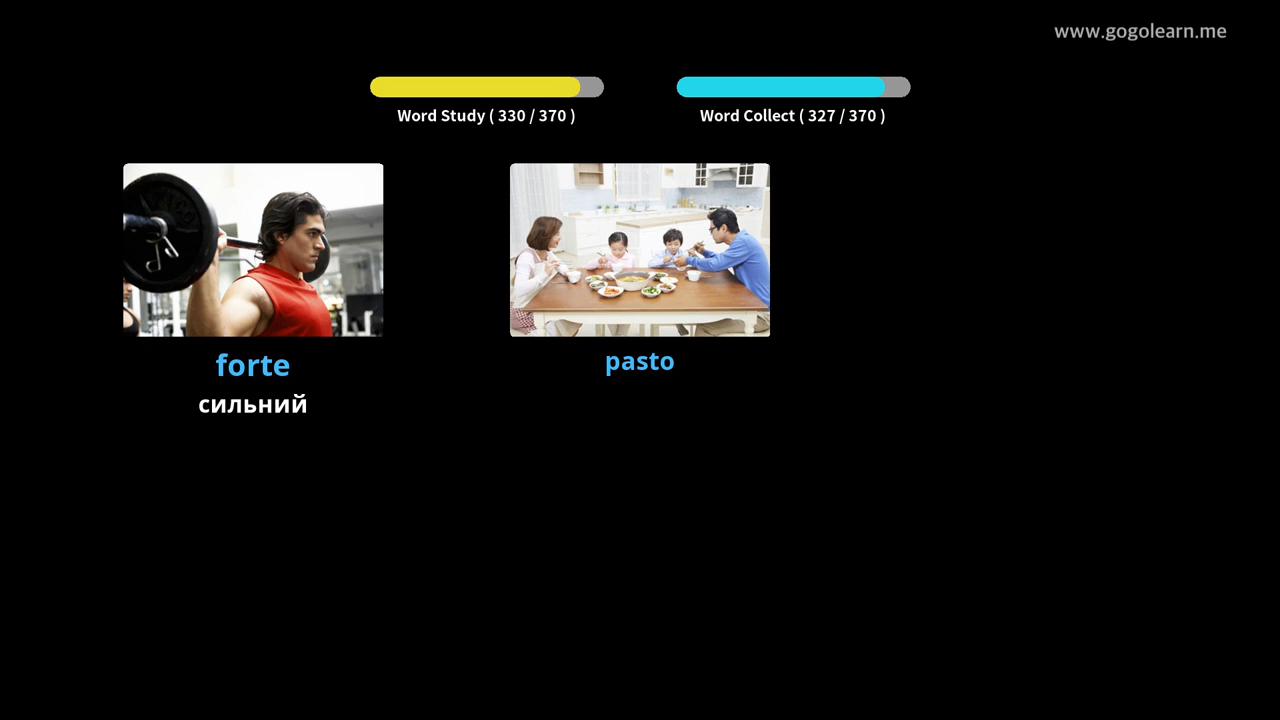 www.gogolearn.me
Word Study ( 330 / 370 )
Word Collect ( 327 / 370 )
forte
сильний
pasto